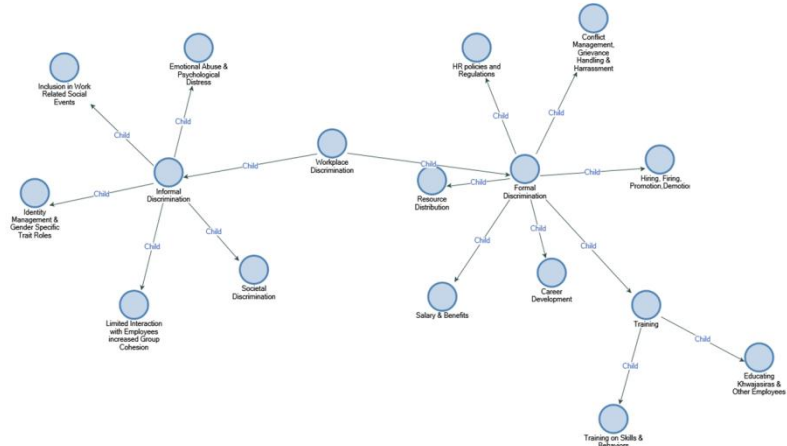 Conflict
Management,
Grievance
Handling &
Harrassment
Emotional Abuse &
Psychological
Distress
HR policies and
Regulations
Inclusion in Work
Related Social
Events
Child
Child
Child
Child
Child
Child
Child
Workplace
Discrimination
Hiring, Firing,
Promotion,Demotion
Informal
Discrimination
Formal
Discrimination
Child
Child
Resource
Distribution
Identity
Management &
Gender Specific
Trait Roles
Child
Child
Child
Child
Child
Child
Societal
Discrimination
Career
Development
Salary & Benefits
Limited Interaction
with Employees
increased Group
Cohesion
Training
Child
Child
Educating
Khwajasiras &
Other Employees
Training on Skills &
Behaviors